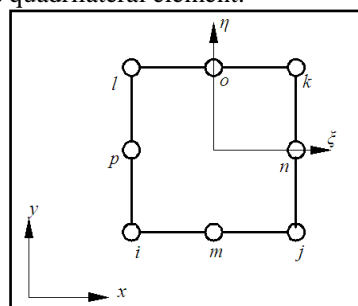 quadrilateral element.
η
l o k
ξ
p n
y
i m j
x